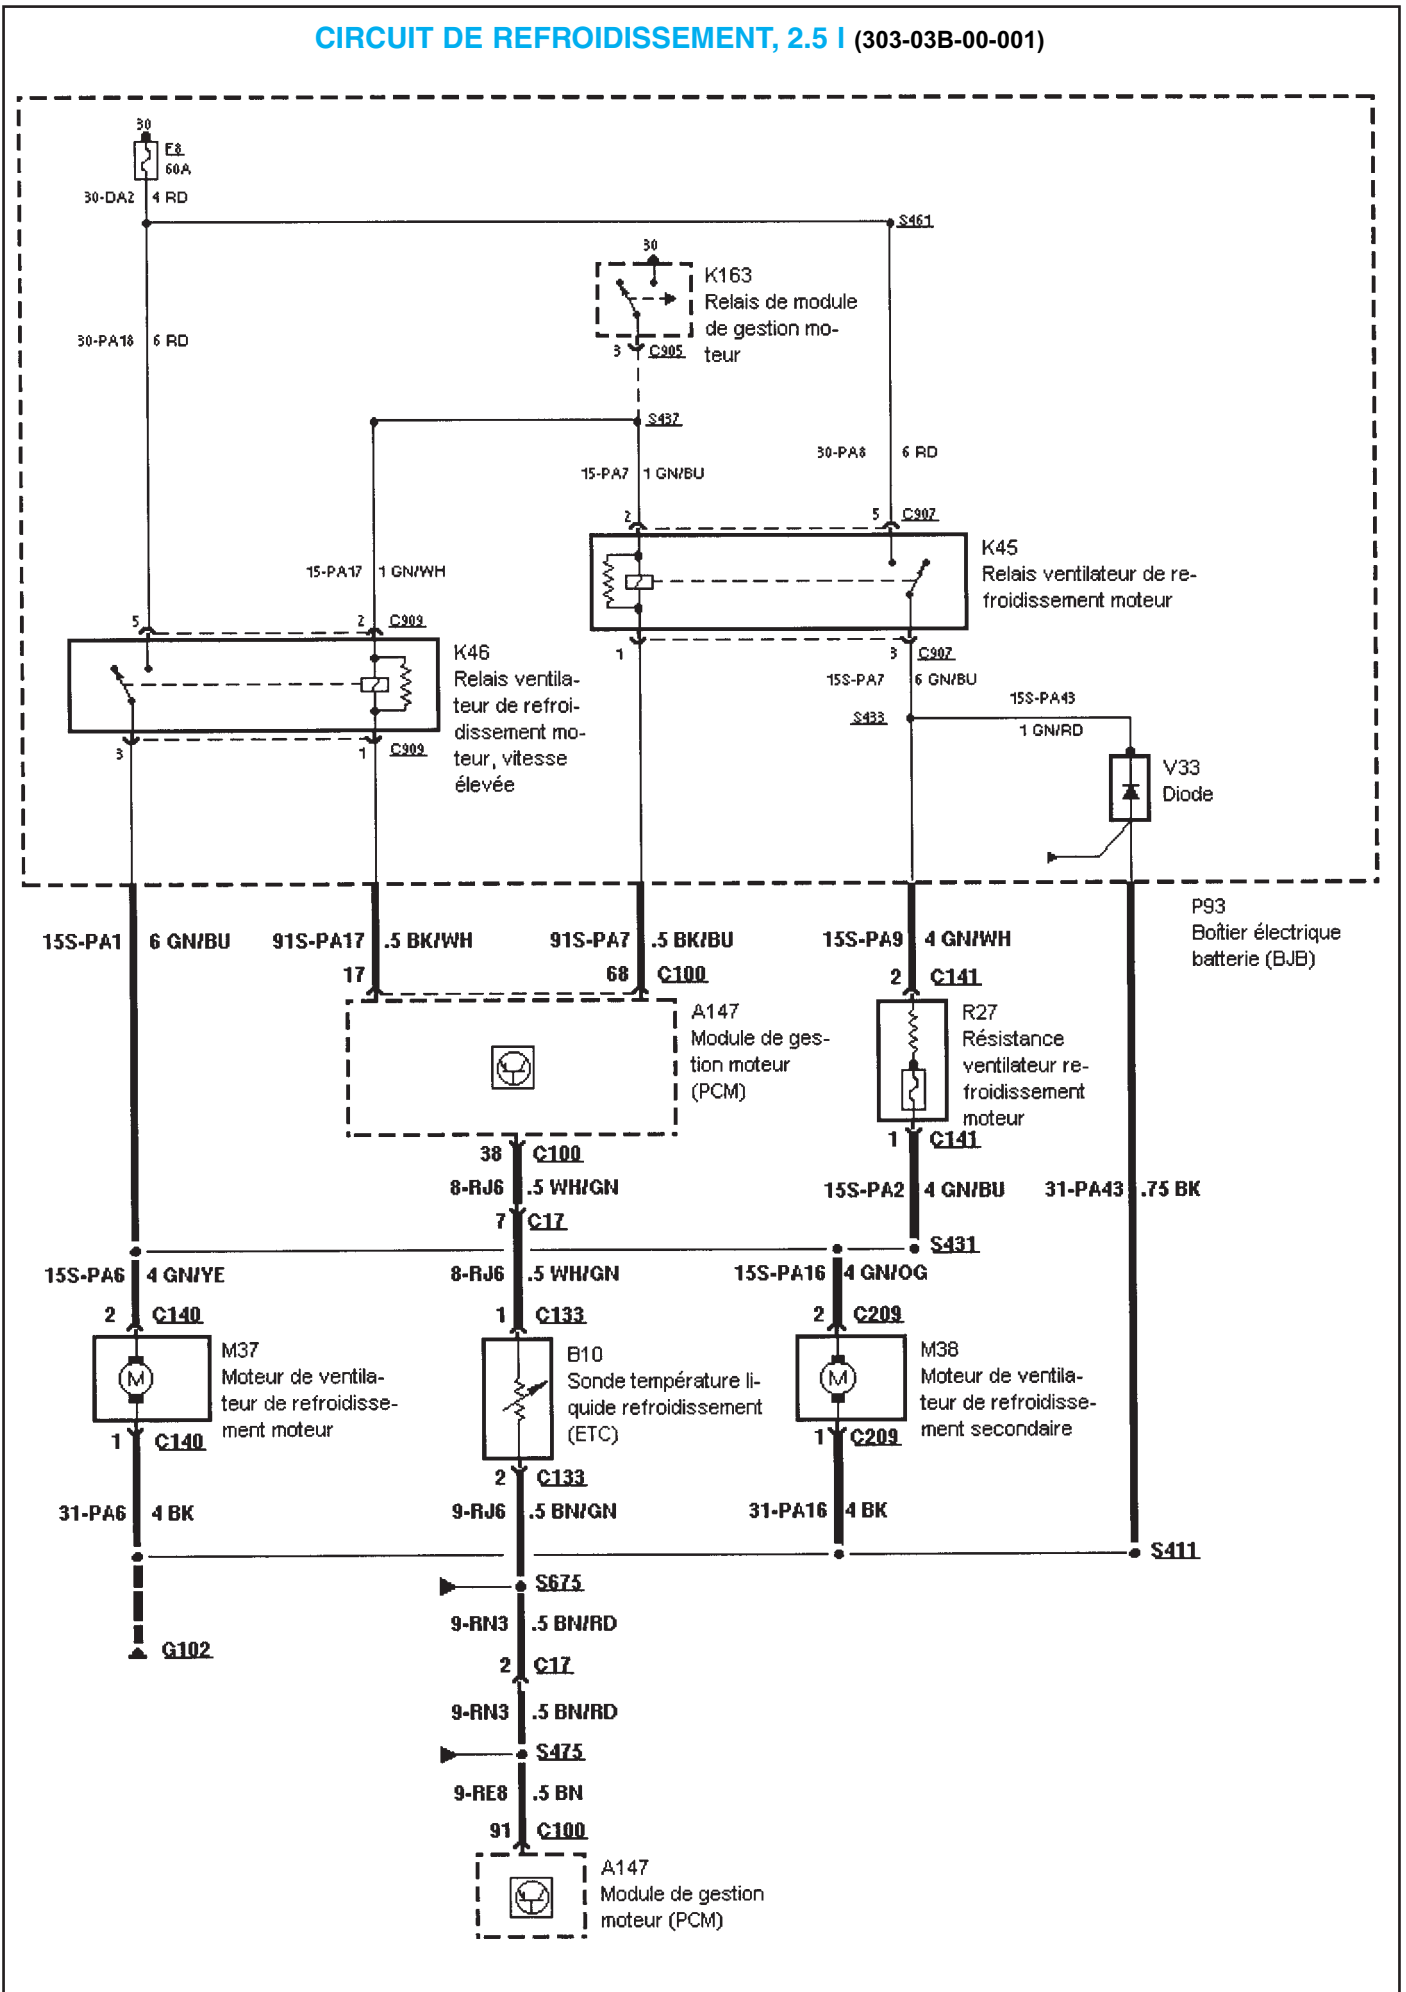 CIRCUIT DE REFROIDISSEMENT, 2.5 l (303-03B-00-001)
30
F8
60A
30-DA2 4 RD
S461
30
K163
Relais de module
de gestion mo-
teur
30-PA18 6 RD
3 C905
S437
30-PA8 6 RD
15-PA7 1 GN/BU
2
5 C907
K45
Relais ventilateur de re-
froidissement moteur
15-PA17 1 GN/WH
5
2 C909
1
3 C907
K46
Relais ventila-
teur de refroi-
dissement mo-
teur, vitesse
élevée
15S-PA7 6 GN/BU
15S-PA43
S433
1 GN/RD
3
1 C909
V33
Diode
P93
Boîtier électrique
batterie (BJB)
15S-PA1 6 GN/BU
91S-PA17 .5 BK/WH
91S-PA7 .5 BK/BU
15S-PA9 4 GN/WH
17
68 C100
2 C141
A147
Module de ges-
tion moteur
(PCM)
R27
Résistance
ventilateur re-
froidissement
moteur
38 C100
1 C141
8-RJ6 .5 WH/GN
15S-PA2 4 GN/BU
31-PA43 .75 BK
7 C17
S431
15S-PA6 4 GN/YE
8-RJ6 .5 WH/GN
15S-PA16 4 GN/OG
2 C140
1 C133
2 C209
M37
Moteur de ventila-
teur de refroidisse-
ment moteur
B10
Sonde température li-
quide refroidissement
(ETC)
M38
Moteur de ventila-
teur de refroidisse-
ment secondaire
M
M
1 C140
2 C133
1 C209
31-PA6 4 BK
9-RJ6 .5 BN/GN
31-PA16 4 BK
S411
S675
9-RN3 .5 BN/RD
G102
2 C17
9-RN3 .5 BN/RD
S475
9-RE8 .5 BN
91 C100
A147
Module de gestion
moteur (PCM)